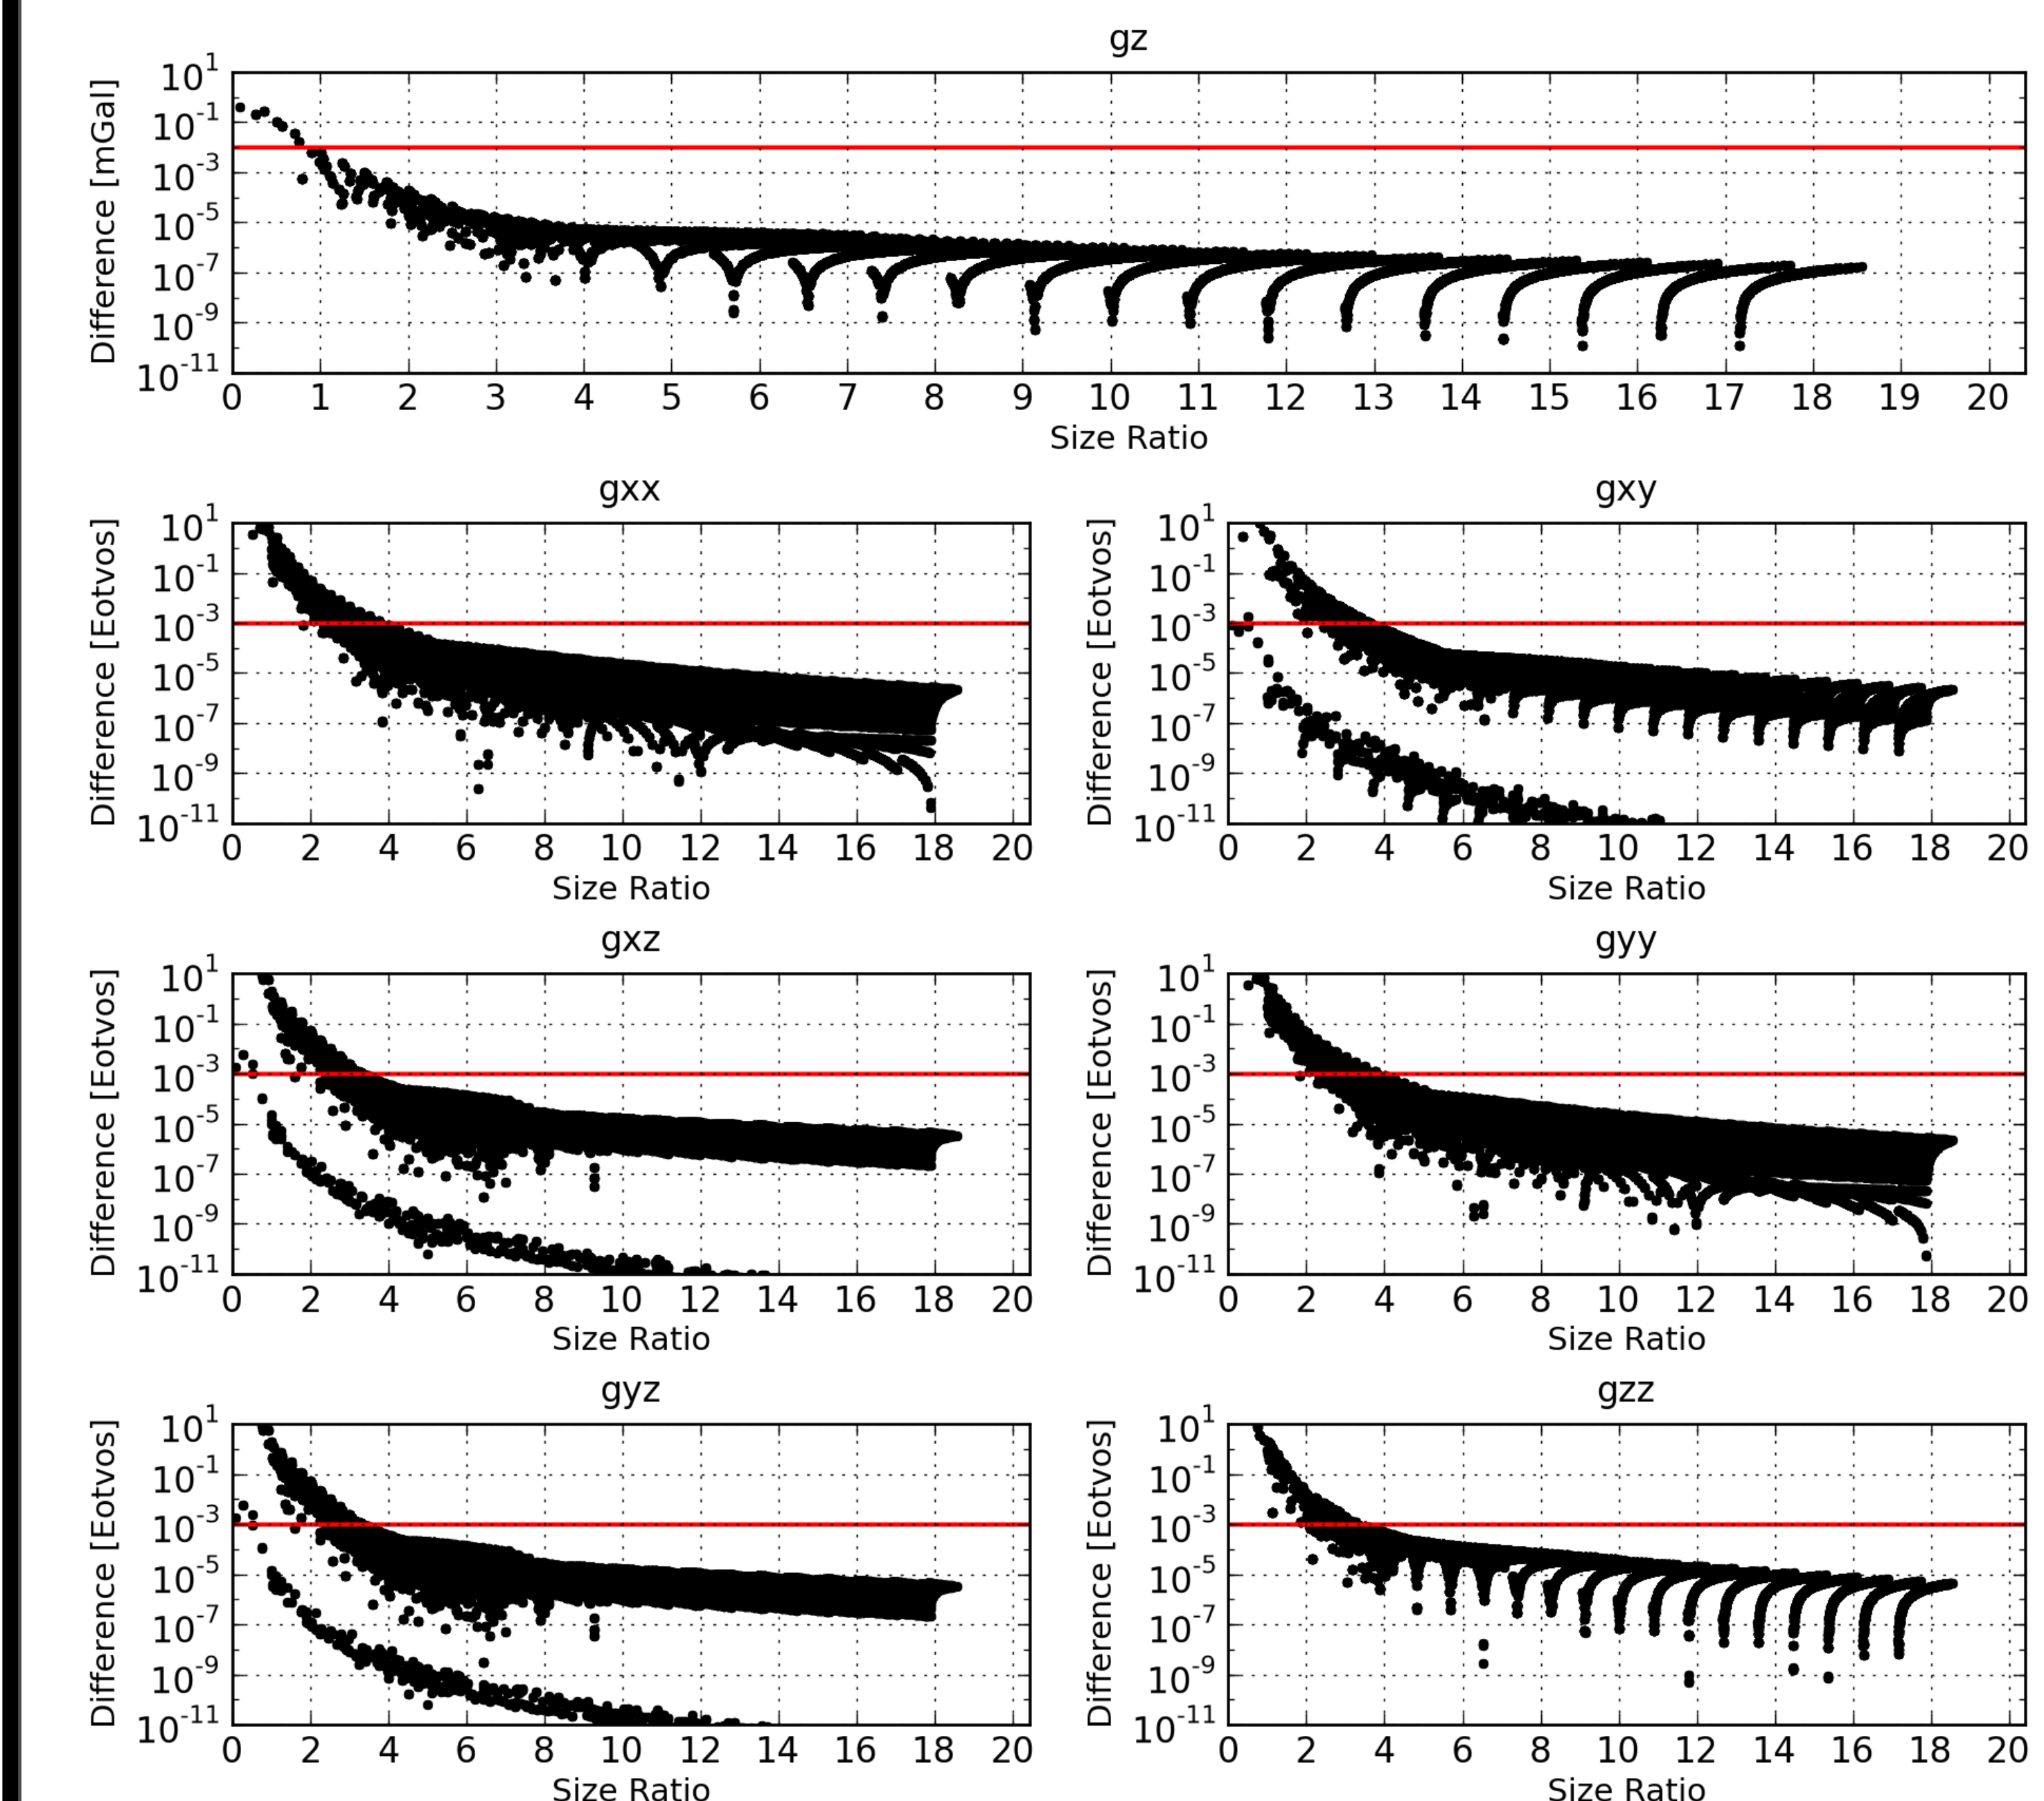 gz
Difference [mGal]
10^1
10^-1
10^-3
10^-5
10^-7
10^-9
10^-11
0 1 2 3 4 5 6 7 8 9 10 11 12 13 14 15 16 17 18 19 20
Size Ratio
gxx
Difference [Eotvos]
10^1
10^-1
10^-3
10^-5
10^-7
10^-9
10^-11
0 2 4 6 8 10 12 14 16 18 20
Size Ratio
gxy
Difference [Eotvos]
10^1
10^-1
10^-3
10^-5
10^-7
10^-9
10^-11
0 2 4 6 8 10 12 14 16 18 20
Size Ratio
gxz
Difference [Eotvos]
10^1
10^-1
10^-3
10^-5
10^-7
10^-9
10^-11
0 2 4 6 8 10 12 14 16 18 20
Size Ratio
gyy
Difference [Eotvos]
10^1
10^-1
10^-3
10^-5
10^-7
10^-9
10^-11
0 2 4 6 8 10 12 14 16 18 20
Size Ratio
gyz
Difference [Eotvos]
10^1
10^-1
10^-3
10^-5
10^-7
10^-9
10^-11
0 2 4 6 8 10 12 14 16 18 20
Size Ratio
gzz
Difference [Eotvos]
10^1
10^-1
10^-3
10^-5
10^-7
10^-9
10^-11
0 2 4 6 8 10 12 14 16 18 20
Size Ratio